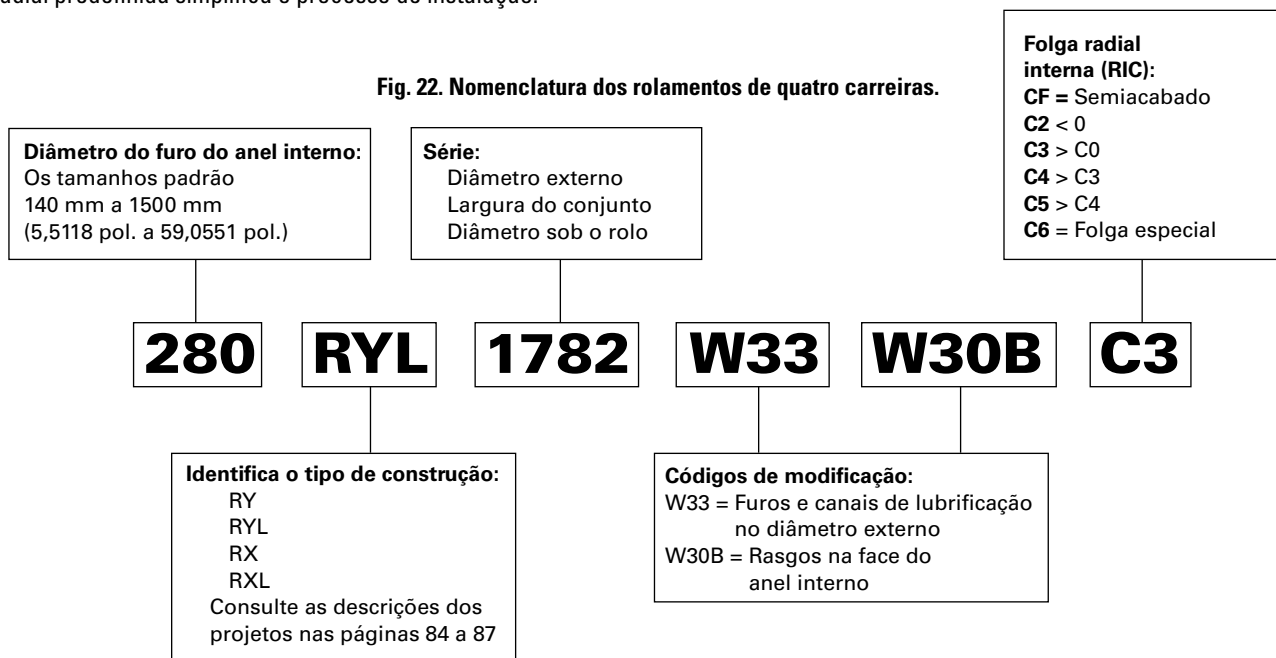 radial predefinida simplifica o processo de instalação.
Fig. 22. Nomenclatura dos rolamentos de quatro carreiras.
Folga radial
interna (RIC):
CF = Semiacabado
C2 < 0
C3 > C0
C4 > C3
C5 > C4
C6 = Folga especial
Diâmetro do furo do anel interno:
Os tamanhos padrão
140 mm a 1500 mm
(5,5118 pol. a 59,0551 pol.)
Série:
Diâmetro externo
Largura do conjunto
Diâmetro sob o rolo
280 RYL 1782 W33 W30B C3
Identifica o tipo de construção:
RY
RYL
RX
RXL
Consulte as descrições dos
projetos nas páginas 84 a 87
Códigos de modificação:
W33 = Furos e canais de lubrificação
no diâmetro externo
W30B = Rasgos na face do
anel interno